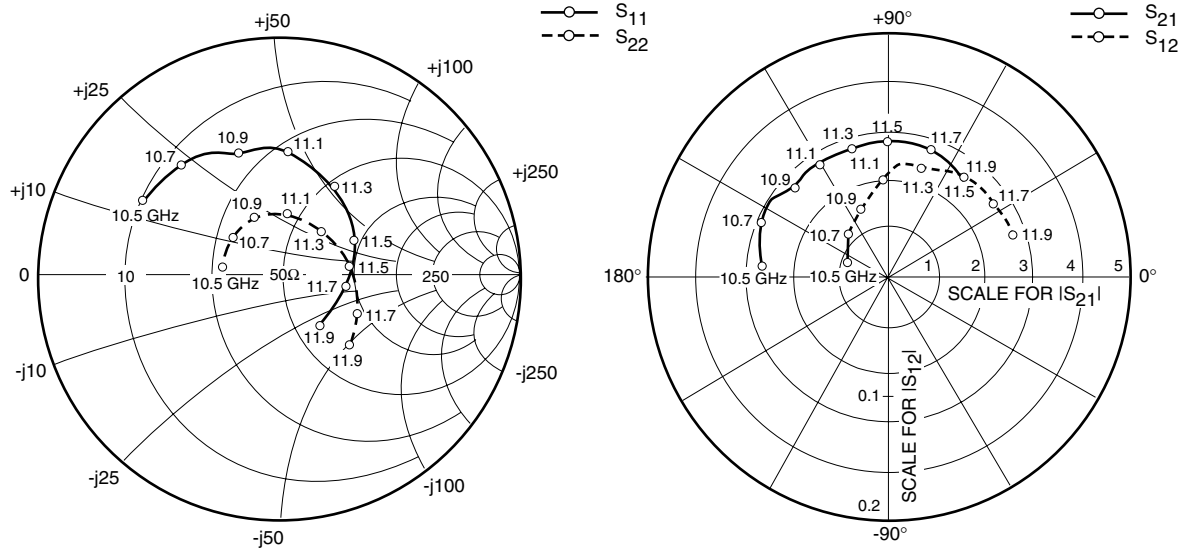 S11
S22
+j50
+j25
+j100
10.9
11.1
10.7
+j10
11.3
+j250
10.5 GHz
10.9
11.1
11.3
11.5
10.7
0
10
50Ω
11.5
250
10.5 GHz
11.7
11.7
11.9
11.9
-j10
-j250
-j25
-j100
-j50
S21
S12
+90°
11.3
11.5
11.7
11.1
11.1
11.9
10.9
11.3
11.5
10.9
11.7
10.7
10.7
11.9
180°
10.5 GHz
10.5 GHz
1
2
3
4
5
0°
SCALE FOR |S21|
SCALE FOR |S12|
0.1
0.2
-90°